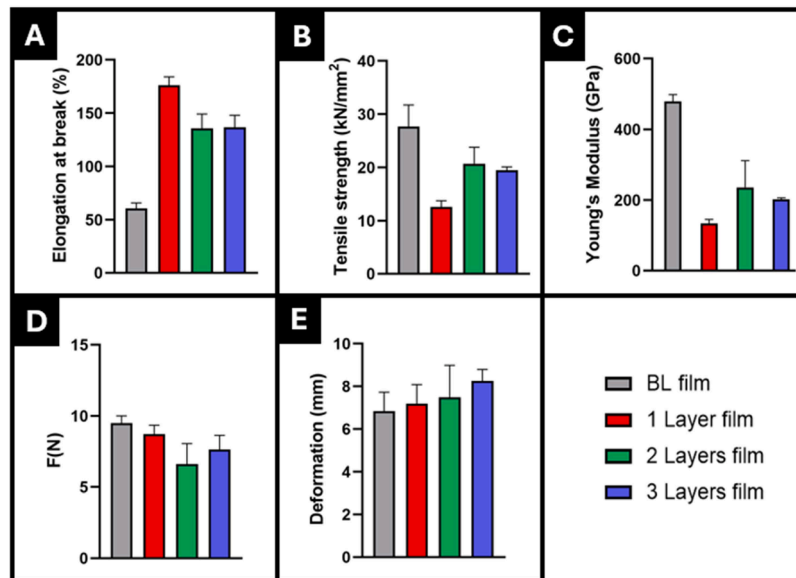 A
Elongation at break (%)
200
150
100
50
0
B
Tensile strength (kN/mm²)
40
30
20
10
0
C
Young's Modulus (GPa)
600
400
200
0
D
F(N)
15
10
5
0
E
Deformation (mm)
10
8
6
4
2
0
BL film
1 Layer film
2 Layers film
3 Layers film